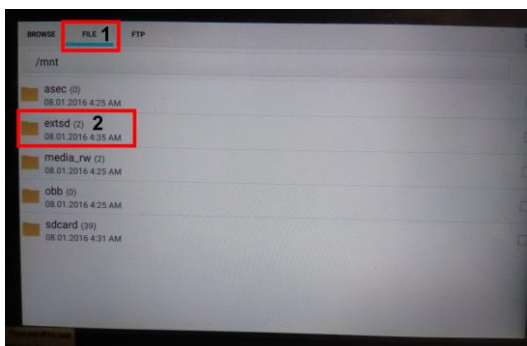 BROWSE FILE 1 FTP
/mnt
asec (0)
08.01.2016 4:25 AM
extsd (2) 2
08.01.2016 4:35 AM
media_rw (2)
08.01.2016 4:25 AM
obb (0)
08.01.2016 4:25 AM
sdcard (39)
08.01.2016 4:31 AM